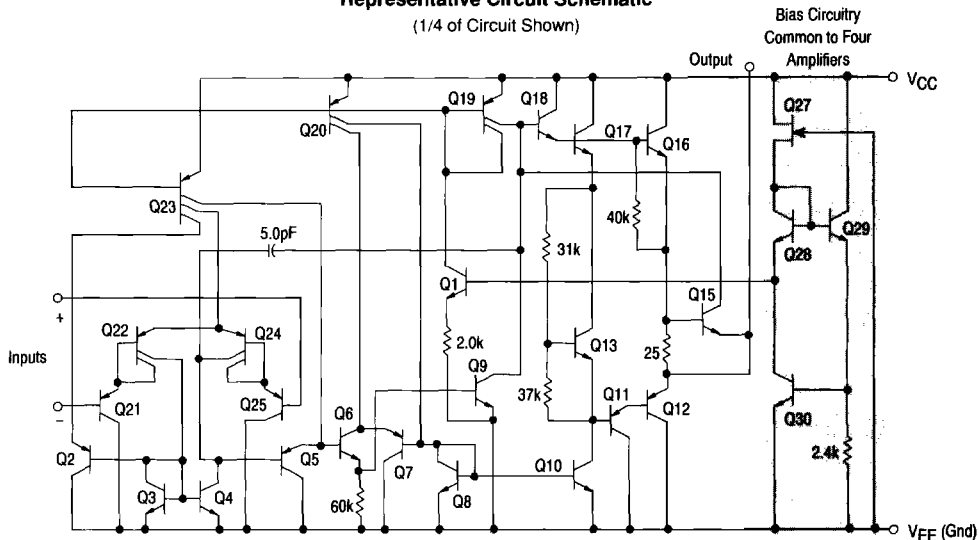 Representative Circuit Schematic
(1/4 of Circuit Shown)
Bias Circuitry
Common to Four
Amplifiers
Output
VCC
Q27
Q19
Q18
Q20
Q17
Q16
Q23
40k
Q28
Q29
5.0pF
31k
Q1
Q15
+
Q22
Q24
2.0k
Q13
25
Inputs
Q9
37k
Q11
Q12
−
Q21
Q25
Q6
Q30
Q2
Q5
Q7
Q10
2.4k
Q3
Q4
Q8
60k
VEE (Gnd)